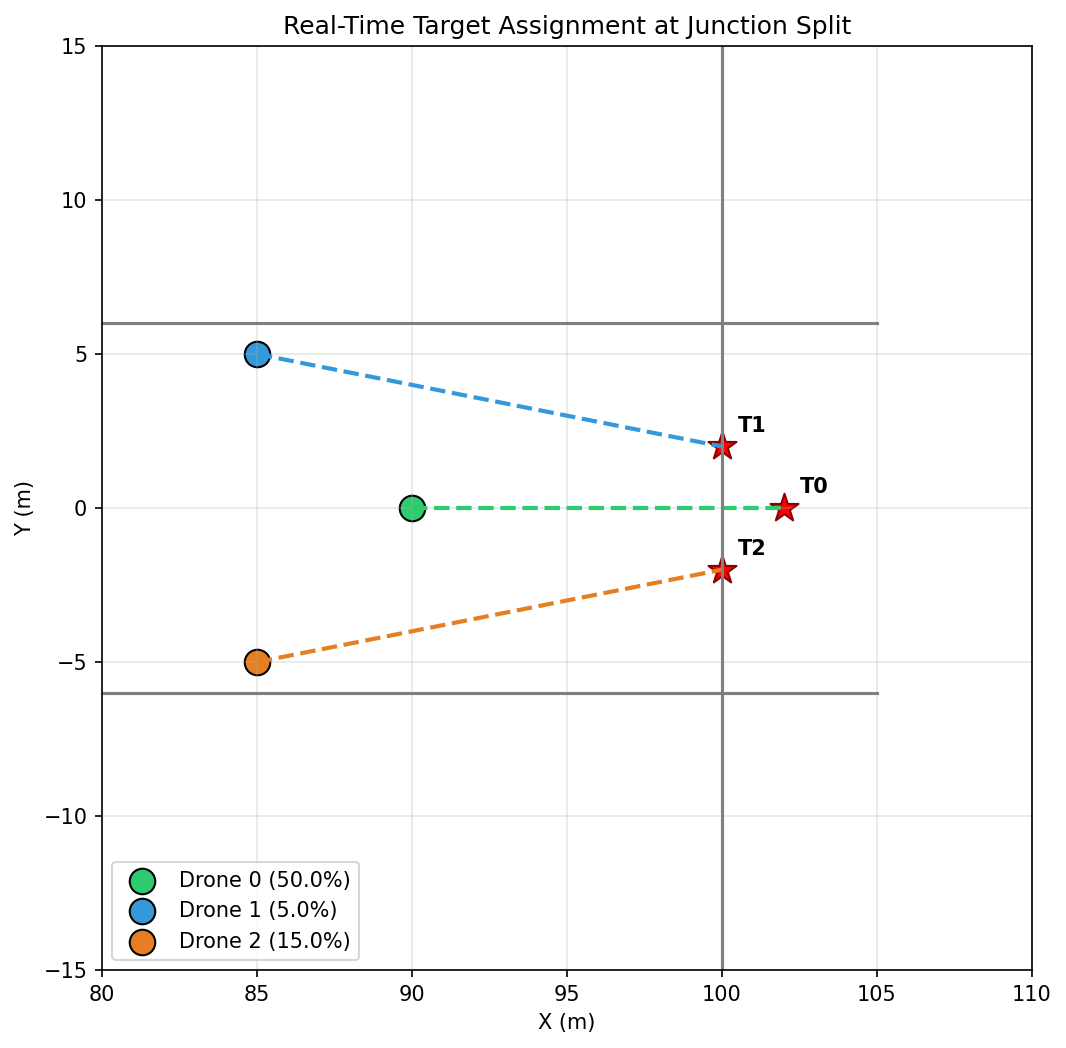 Real-Time Target Assignment at Junction Split
15
10
5
0
−5
−10
−15
Y (m)
T1
T0
T2
Drone 0 (50.0%)
Drone 1 (5.0%)
Drone 2 (15.0%)
80
85
90
95
100
105
110
X (m)